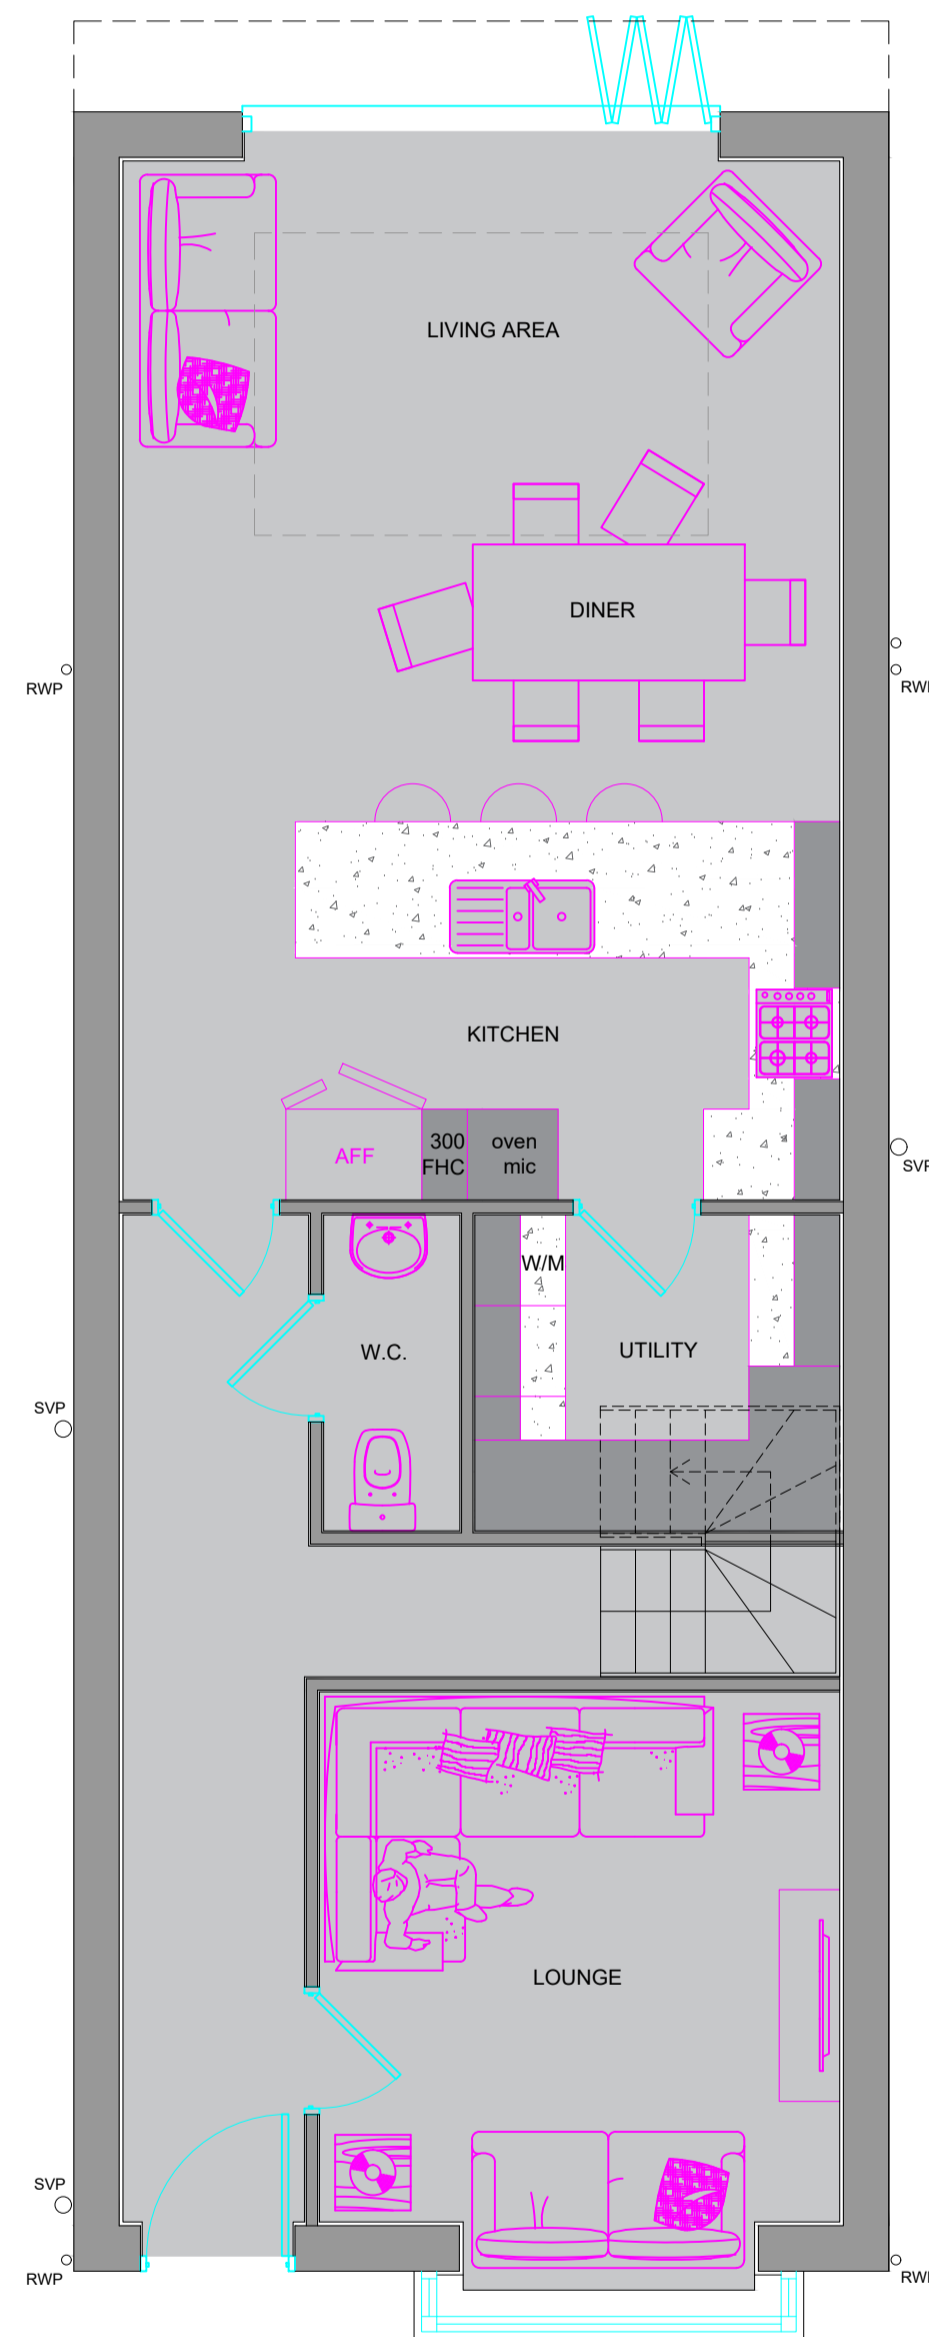 LIVING AREA
DINER
RWP
RWP
KITCHEN
AFF
300
FHC
oven
mic
SVP
W/M
W.C.
UTILITY
SVP
LOUNGE
SVP
RWP
RWP